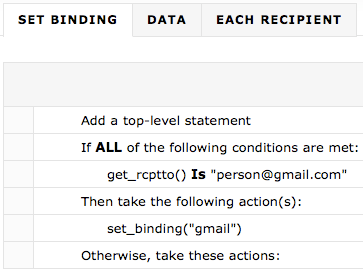 SET BINDING DATA EACH RECIPIENT
Add a top-level statement
If ALL of the following conditions are met:
get_rcptto() Is "person@gmail.com"
Then take the following action(s):
set_binding("gmail")
Otherwise, take these actions: